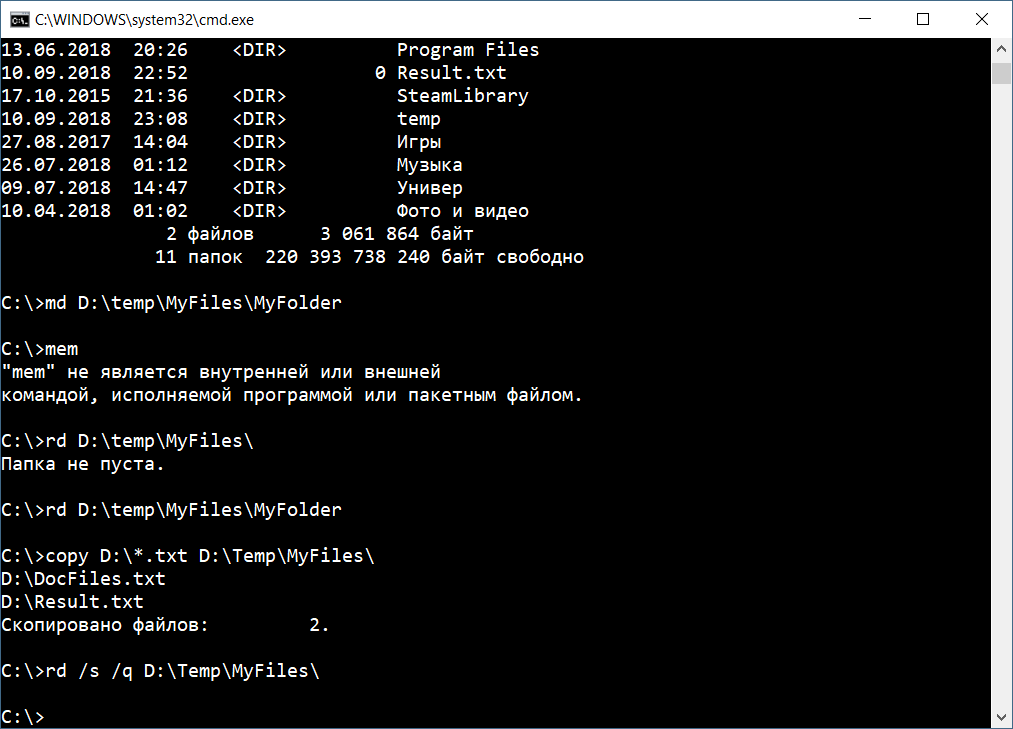 C:\WINDOWS\system32\cmd.exe
13.06.2018  20:26    <DIR>          Program Files
10.09.2018  22:52                 0 Result.txt
17.10.2015  21:36    <DIR>          SteamLibrary
10.09.2018  23:08    <DIR>          temp
27.08.2017  14:04    <DIR>          Игры
26.07.2018  01:12    <DIR>          Музыка
09.07.2018  14:47    <DIR>          Универ
10.04.2018  01:02    <DIR>          Фото и видео
               2 файлов      3 061 864 байт
              11 папок  220 393 738 240 байт свободно
C:\>md D:\temp\MyFiles\MyFolder
C:\>mem
"mem" не является внутренней или внешней
командой, исполняемой программой или пакетным файлом.
C:\>rd D:\temp\MyFiles\
Папка не пуста.
C:\>rd D:\temp\MyFiles\MyFolder
C:\>copy D:\*.txt D:\Temp\MyFiles\
D:\DocFiles.txt
D:\Result.txt
Скопировано файлов:         2.
C:\>rd /s /q D:\Temp\MyFiles\
C:\>